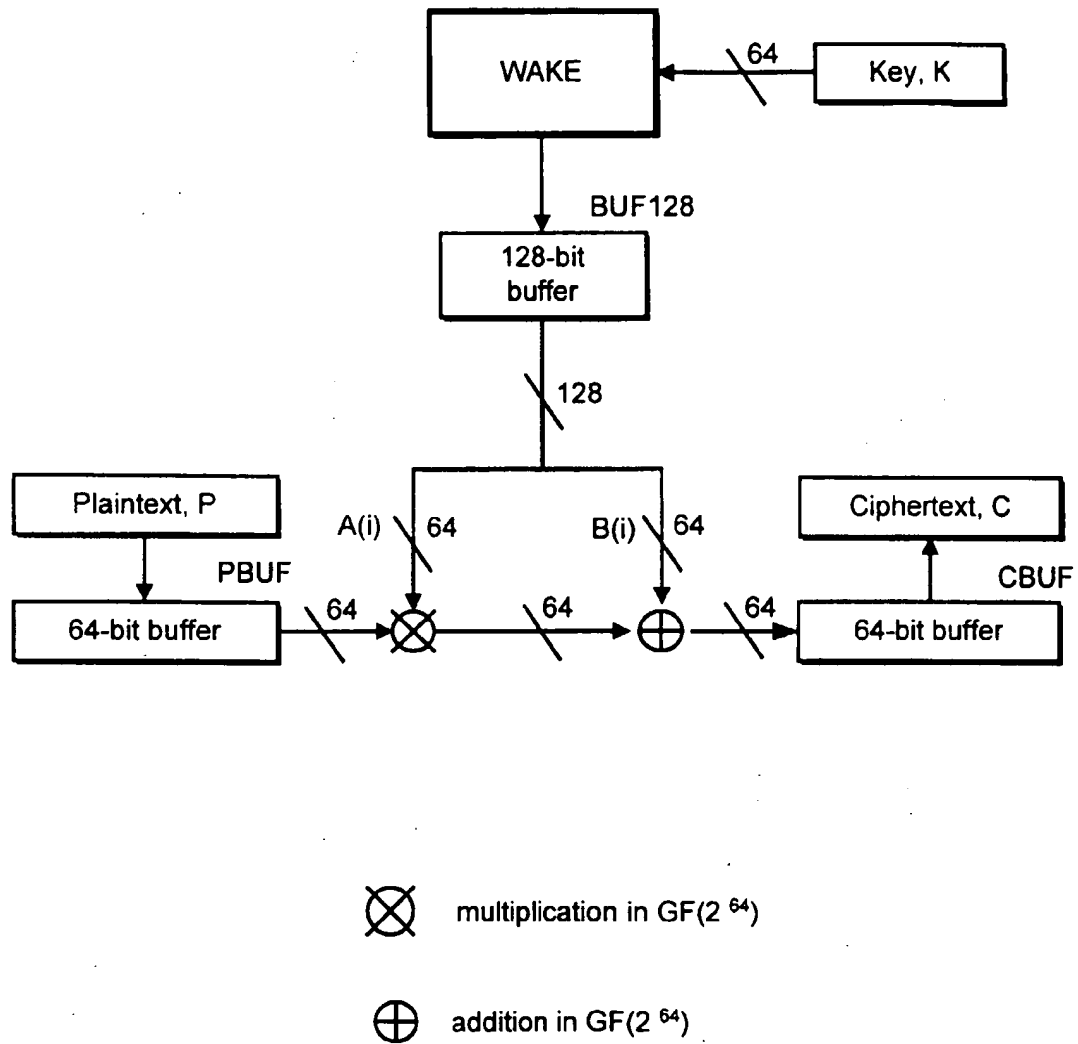 WAKE
64
Key, K
BUF128
128-bit
buffer
128
Plaintext, P
A(i)
64
B(i)
64
Ciphertext, C
PBUF
CBUF
64-bit buffer
64
64
64
64-bit buffer
multiplication in GF(2 64)
addition in GF(2 64)